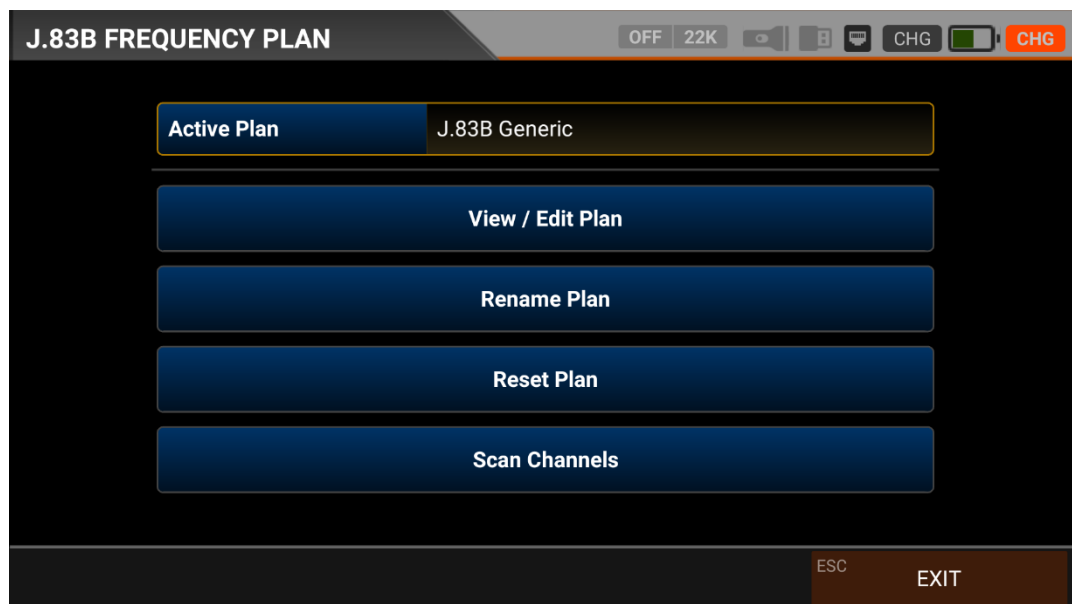 J.83B FREQUENCY PLAN
OFF 22K CHG CHG
Active Plan J.83B Generic
View / Edit Plan
Rename Plan
Reset Plan
Scan Channels
ESC EXIT